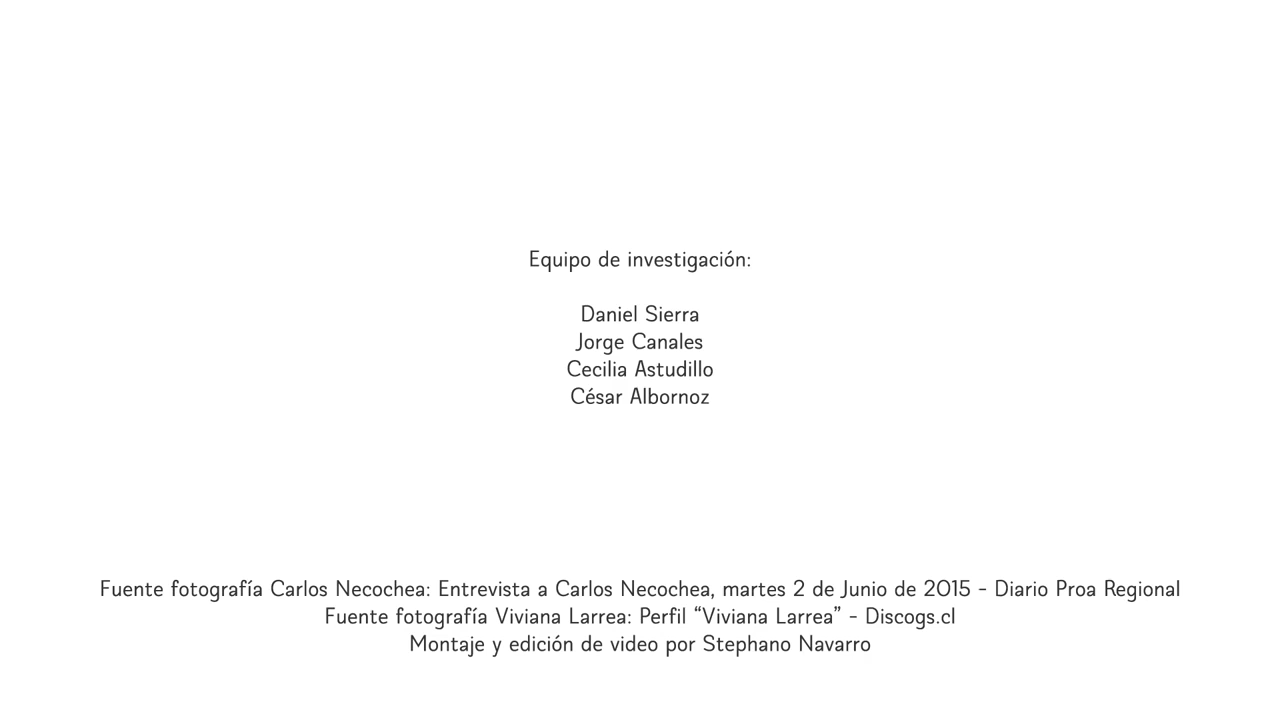 Equipo de investigación:
Daniel Sierra
Jorge Canales
Cecilia Astudillo
César Albornoz
Fuente fotografía Carlos Necochea: Entrevista a Carlos Necochea, martes 2 de Junio de 2015 - Diario Proa Regional
Fuente fotografía Viviana Larrea: Perfil “Viviana Larrea” - Discogs.cl
Montaje y edición de video por Stephano Navarro